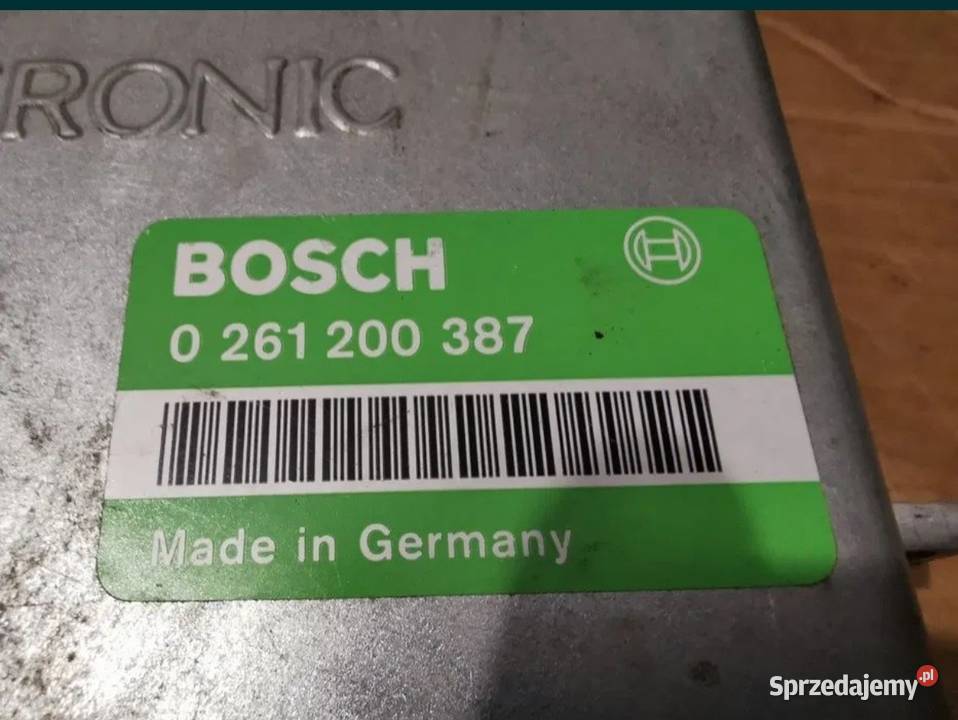 RONIC
BOSCH
0 261 200 387
Made in Germany
Sprzedajemy.pl